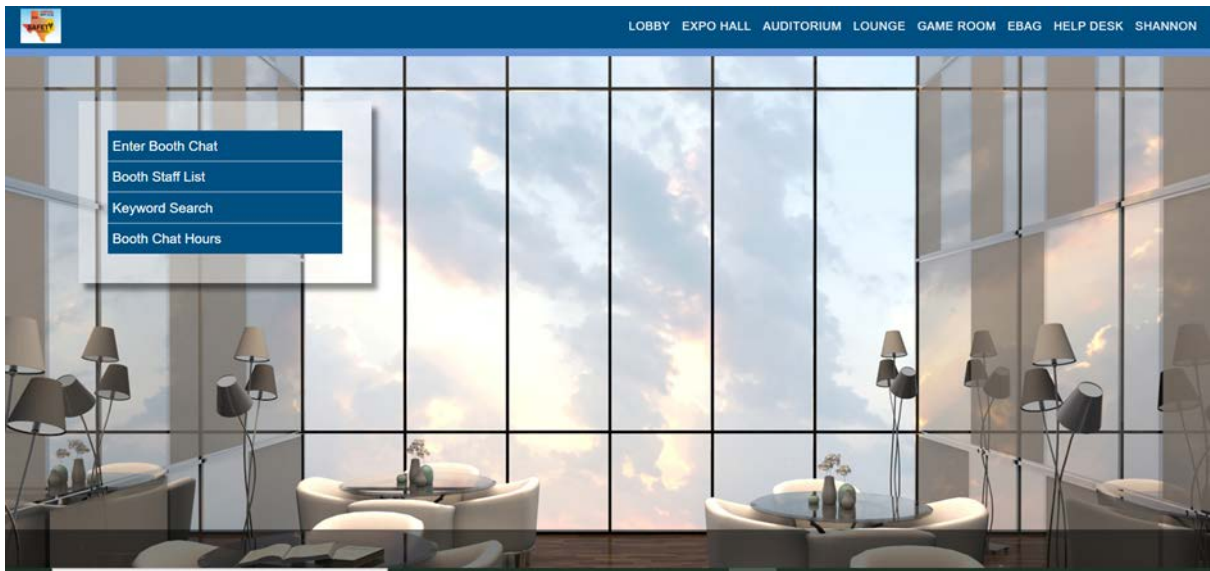 SAFETY
LOBBY EXPO HALL AUDITORIUM LOUNGE GAME ROOM EBAG HELP DESK SHANNON
Enter Booth Chat
Booth Staff List
Keyword Search
Booth Chat Hours